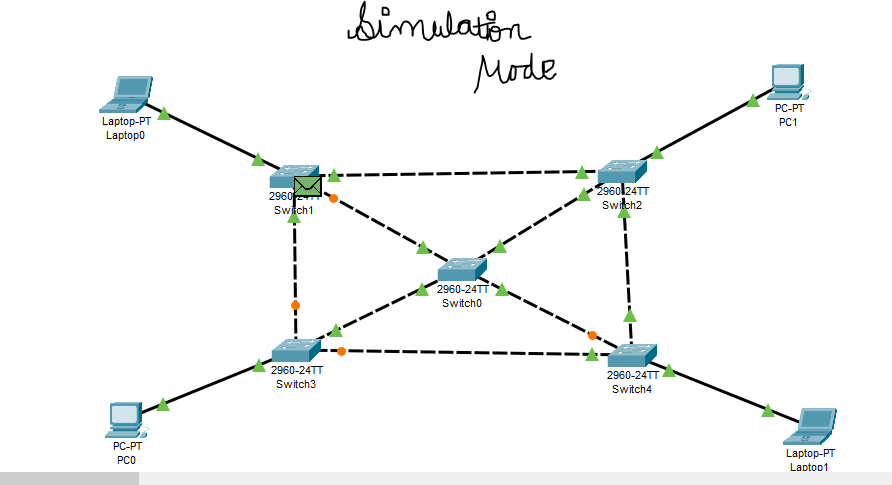 Simulation
Mode
Laptop-PT
Laptop0
PC-PT
PC1
2960-24TT
Switch1
2960-24TT
Switch2
2960-24TT
Switch0
2960-24TT
Switch3
2960-24TT
Switch4
PC-PT
PC0
Laptop-PT
Laptop1